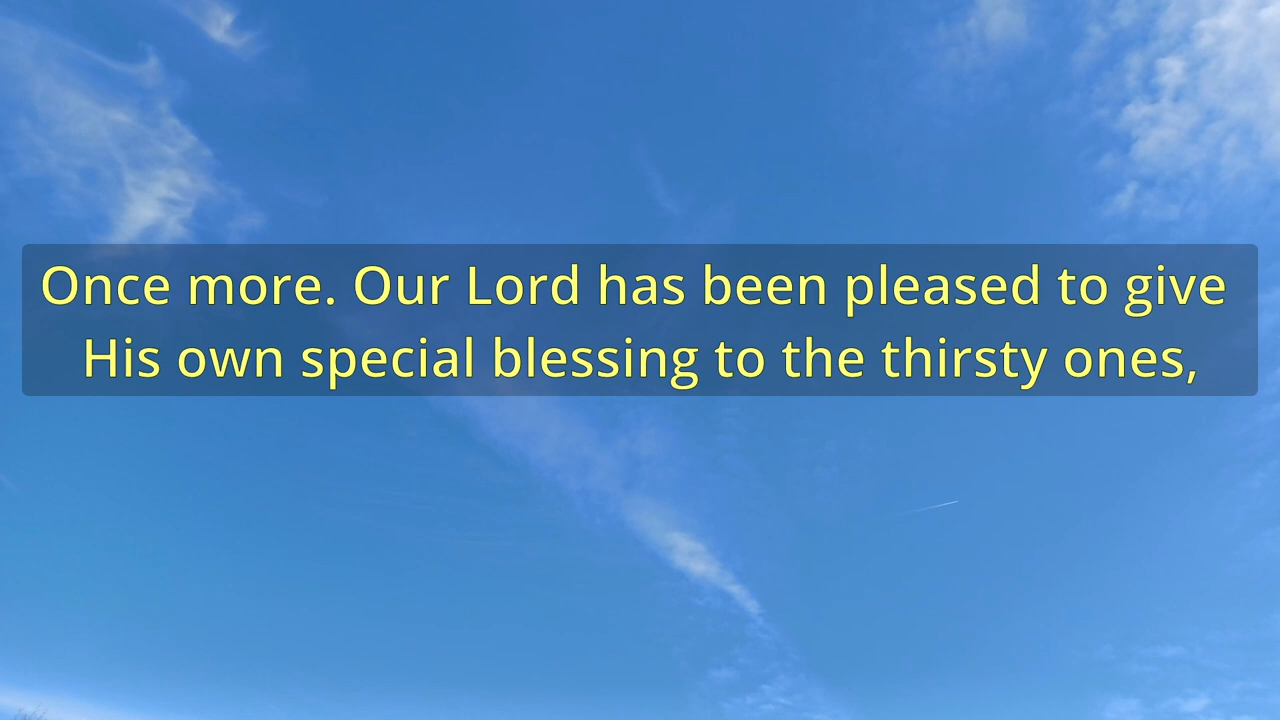 Once more. Our Lord has been pleased to give
His own special blessing to the thirsty ones,